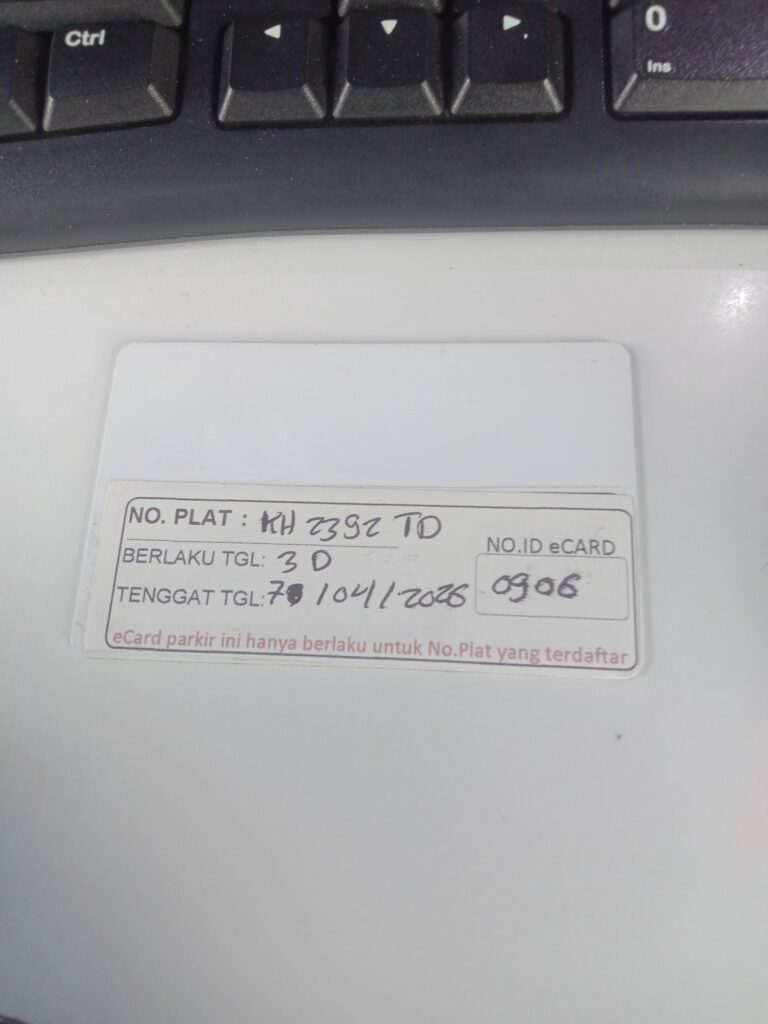 Ctrl
0
Ins
NO. PLAT : KH 2392 TD
BERLAKU TGL: 3 D
NO.ID eCARD
TENGGAT TGL: /04/2026
0906
eCard parkir ini hanya berlaku untuk No.Plat yang terdaftar